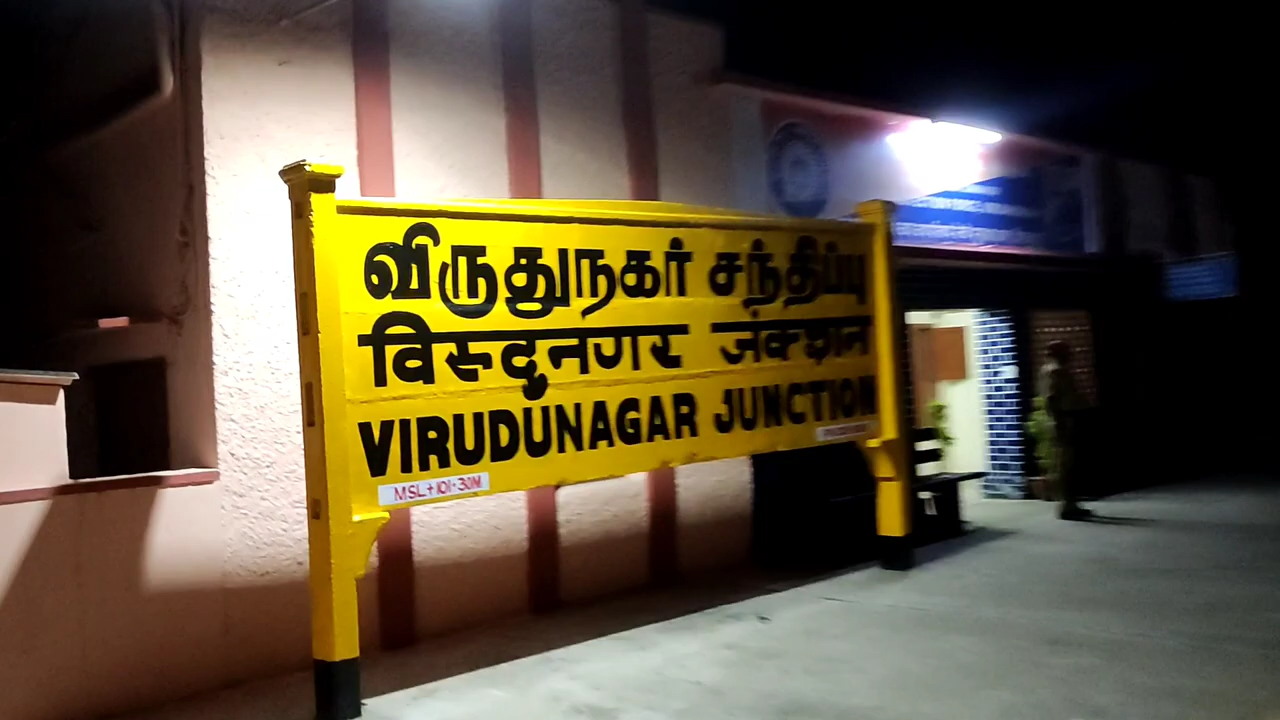 விருதுநகர் சந்திப்பு
विरुदुनगर जंक्शन
VIRUDUNAGAR JUNCTION
MSL+101·30M